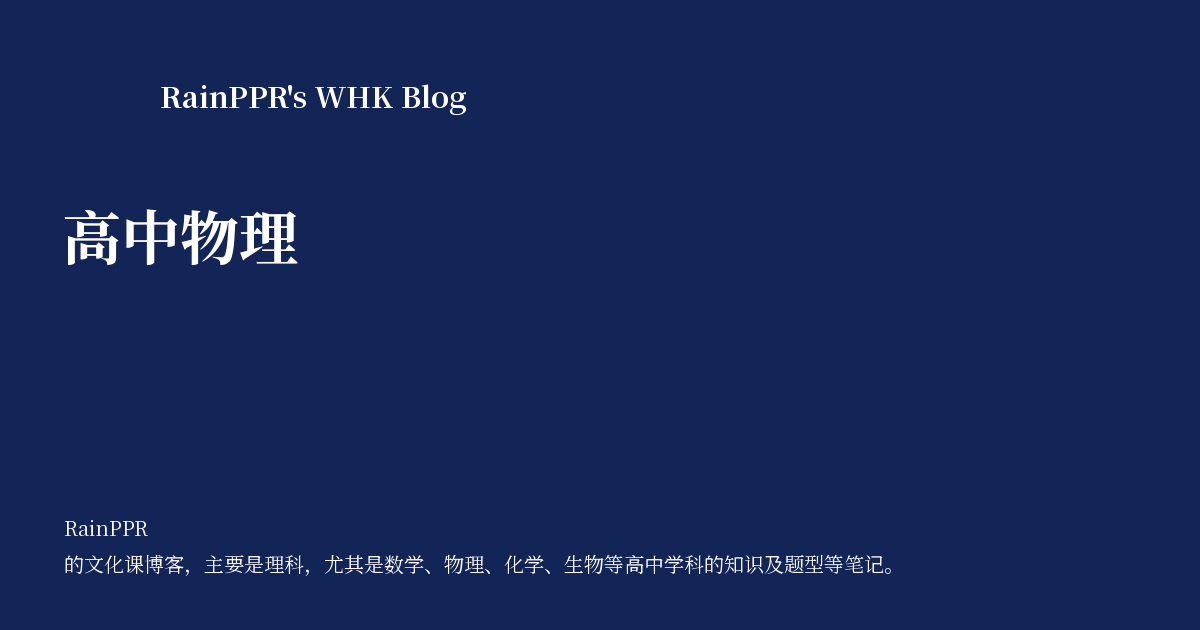 RainPPR's WHK Blog
高中物理
RainPPR
的文化课博客，主要是理科，尤其是数学、物理、化学、生物等高中学科的知识及题型等笔记。